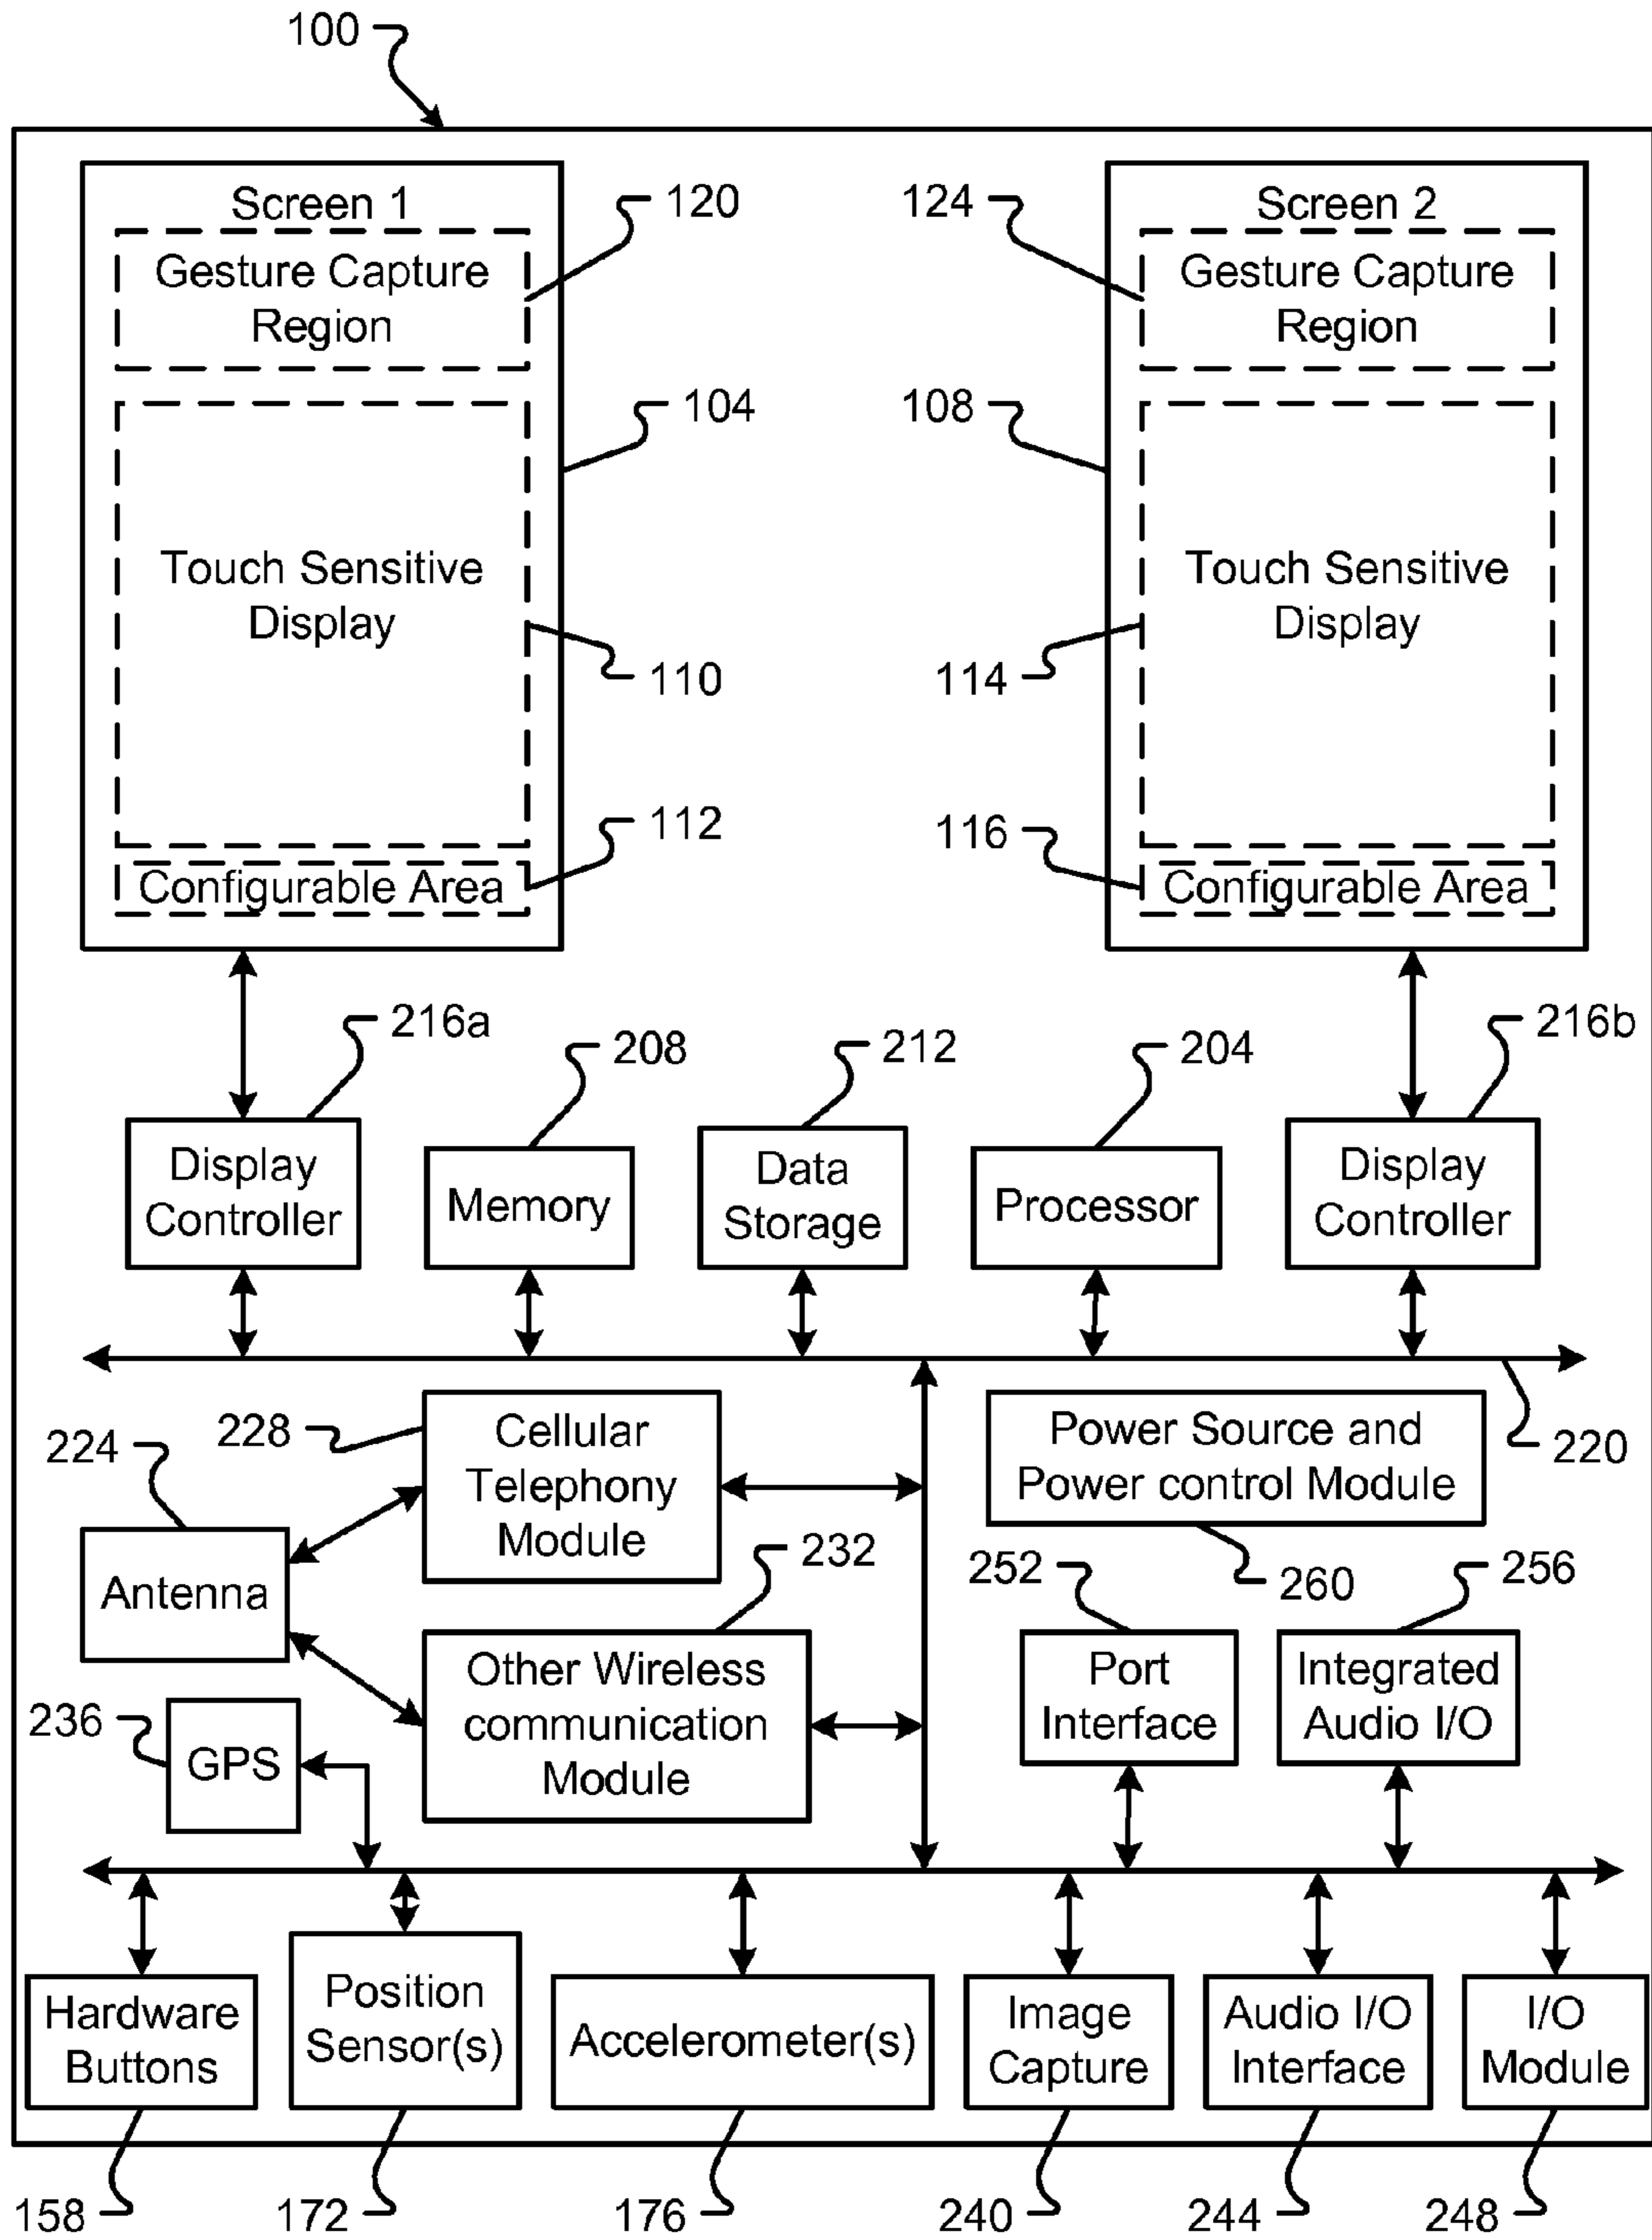 100
Screen 1
120
124
Screen 2
Gesture Capture
Region
Gesture Capture
Region
104
108
Touch Sensitive
Display
Touch Sensitive
Display
110
114
112
116
Configurable Area
Configurable Area
216a
208
212
204
216b
Display
Controller
Memory
Data
Storage
Processor
Display
Controller
228
Cellular
Telephony
Module
Power Source and
Power control Module
220
224
Antenna
232
252
260
256
Other Wireless
communication
Module
Port
Interface
Integrated
Audio I/O
236
GPS
Hardware
Buttons
Position
Sensor(s)
Accelerometer(s)
Image
Capture
Audio I/O
Interface
I/O
Module
158
172
176
240
244
248